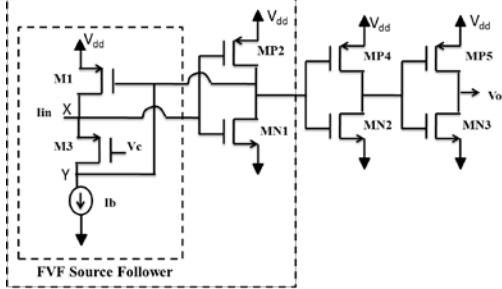 Vdd
Vdd
Vdd
Vdd
MP2
MP4
MP5
M1
Iin
X
Vo
M3
Vc
MN1
MN2
MN3
Y
Ib
FVF Source Follower